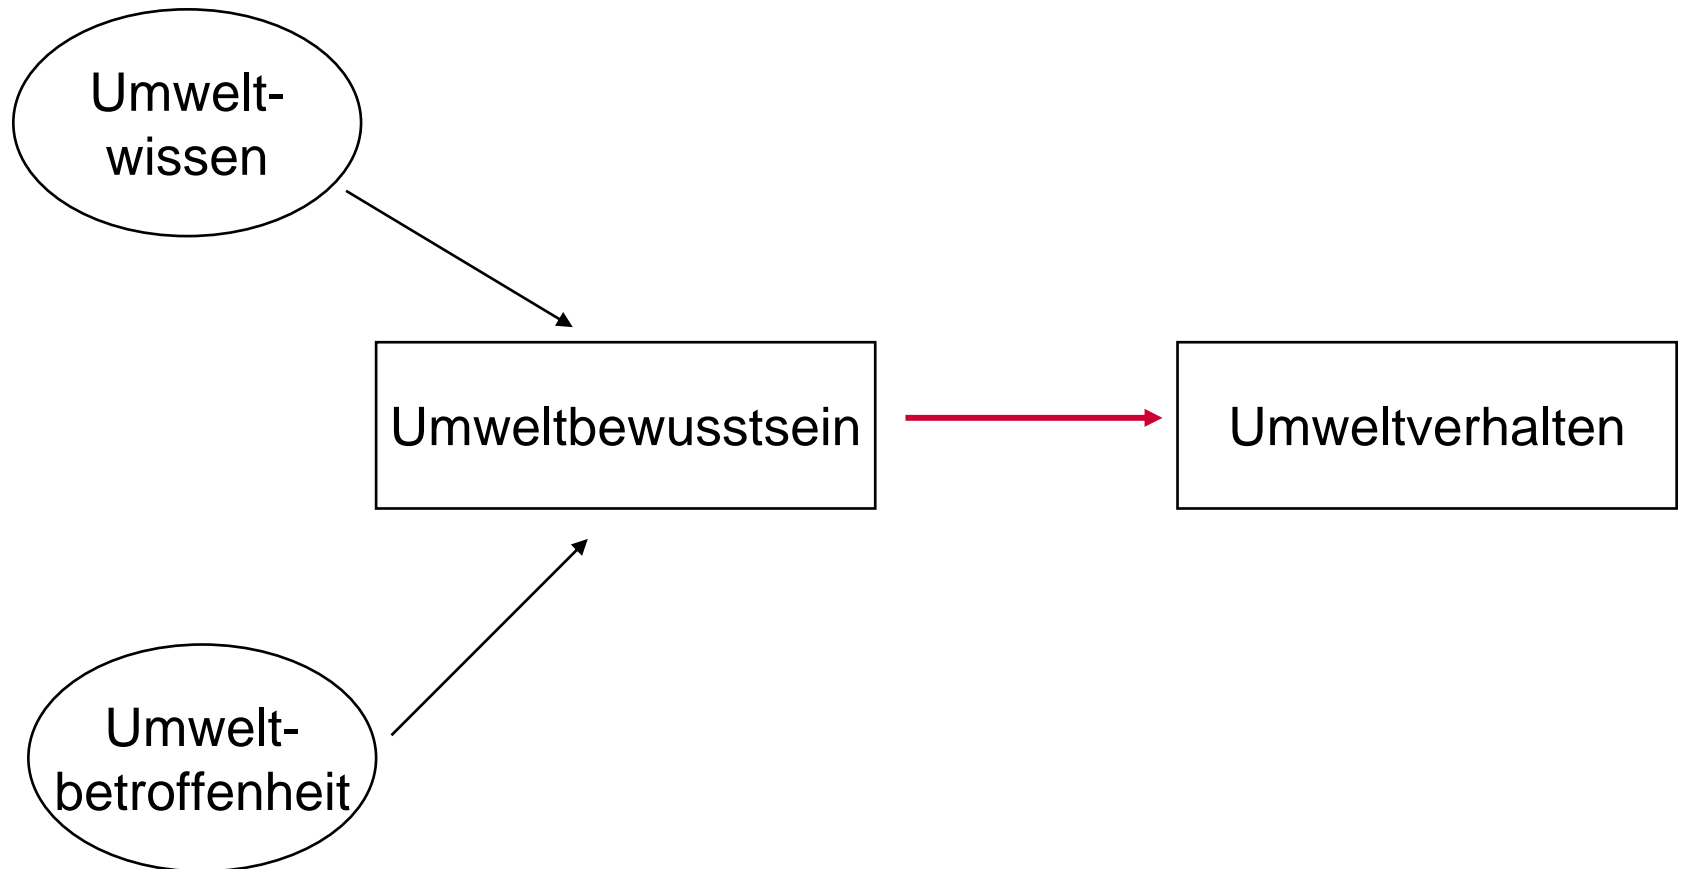 Umwelt-
wissen
Umweltbewusstsein
Umweltverhalten
Umwelt-
betroffenheit